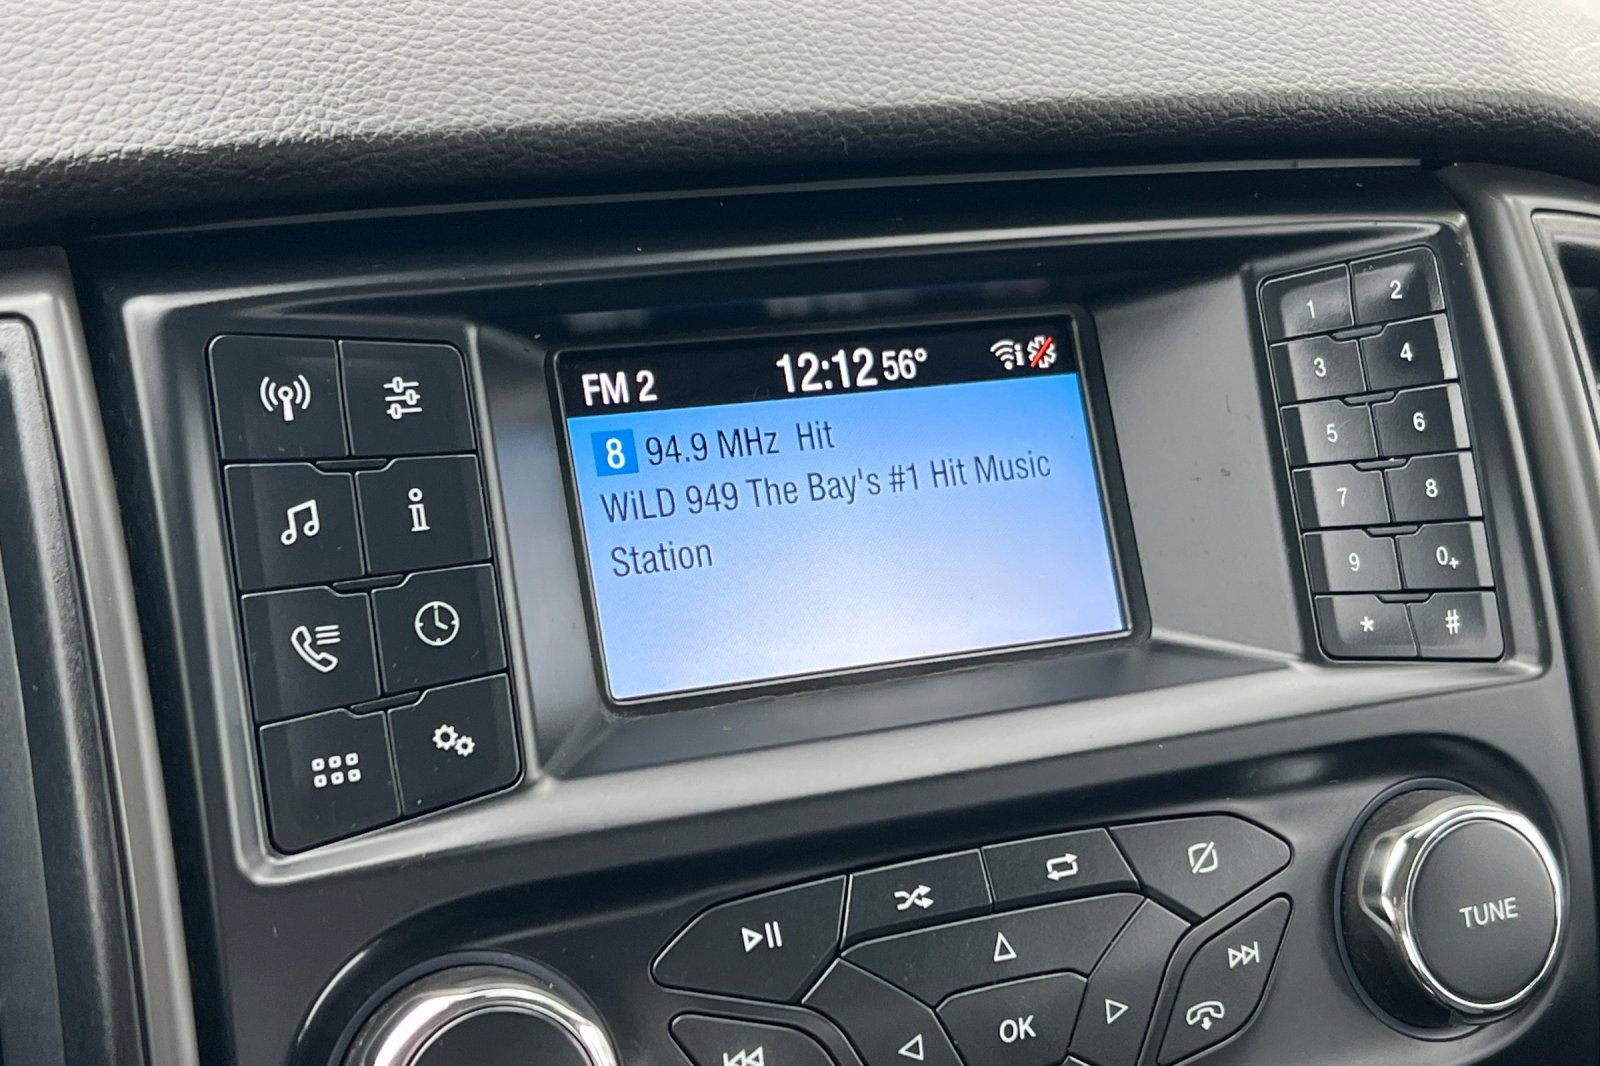 FM 2 12:12 56°
8 94.9 MHz Hit
WiLD 949 The Bay's #1 Hit Music
Station
1 2
3 4
5 6
7 8
9 0+
* #
TUNE
OK